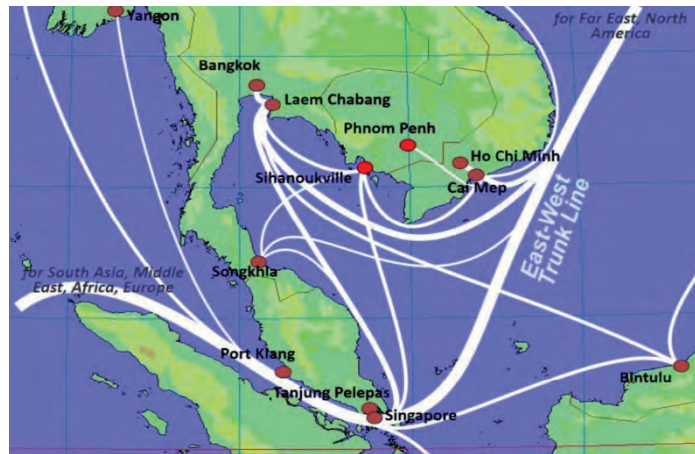 for Far East, North
America
Yangon
Bangkok
Laem Chabang
Phnom Penh
Ho Chi Minh
Sihanoukville
Cai Mep
East-West
Trunk Line
for South Asia, Middle
East, Africa, Europe
Songkhla
Port Klang
Tanjung Pelepas
Singapore
Bintulu